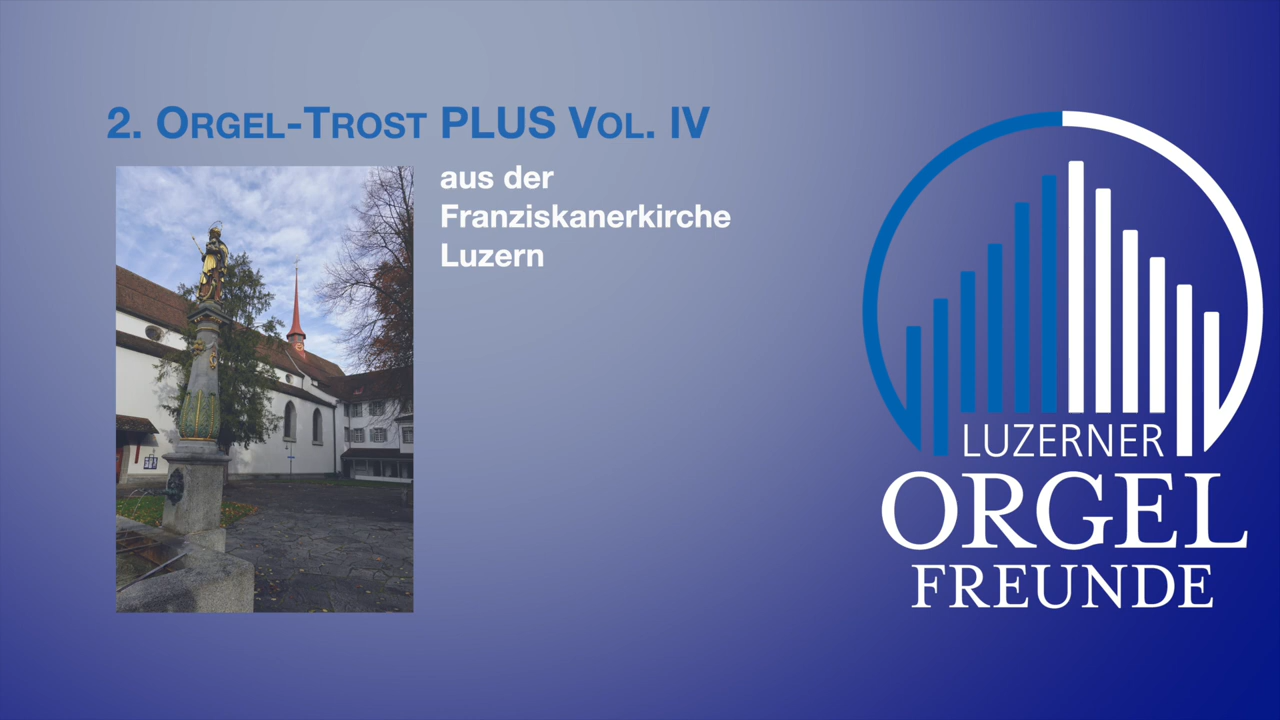 2. ORGEL-TROST PLUS VOL. IV
aus der
Franziskanerkirche
Luzern
LUZERNER
ORGEL
FREUNDE